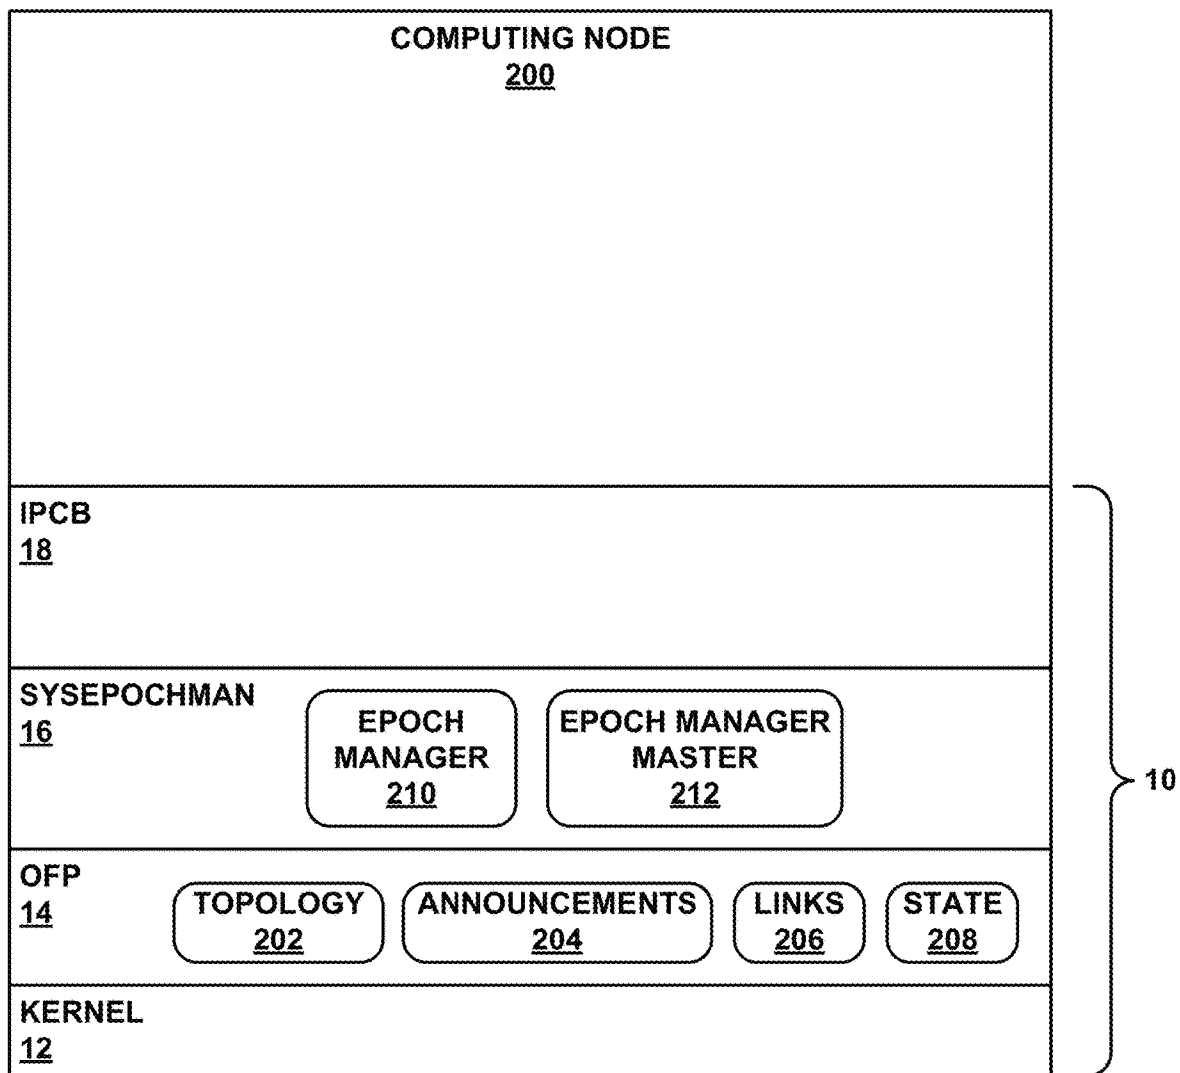 COMPUTING NODE
200
IPCB
18
SYSEPOCHMAN
16
EPOCH
MANAGER
210
EPOCH MANAGER
MASTER
212
10
OFP
14
TOPOLOGY
202
ANNOUNCEMENTS
204
LINKS
206
STATE
208
KERNEL
12